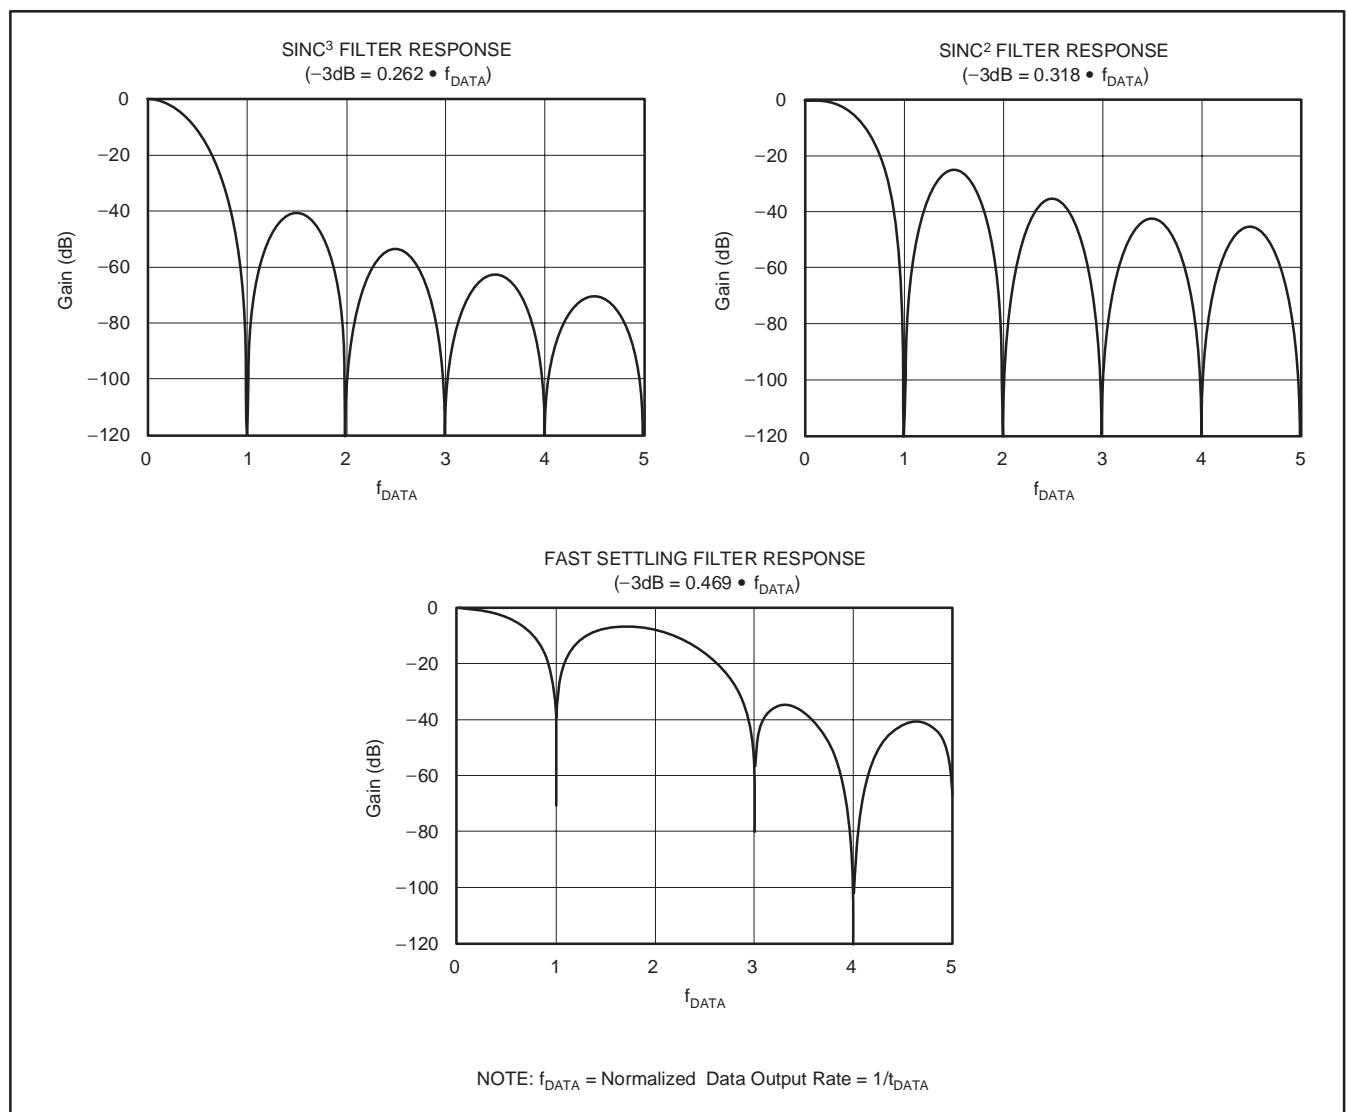 SINC³ FILTER RESPONSE
(−3dB = 0.262 • fDATA)
0
−20
−40
−60
−80
−100
−120
Gain (dB)
0 1 2 3 4 5
fDATA
SINC² FILTER RESPONSE
(−3dB = 0.318 • fDATA)
0
−20
−40
−60
−80
−100
−120
Gain (dB)
0 1 2 3 4 5
fDATA
FAST SETTLING FILTER RESPONSE
(−3dB = 0.469 • fDATA)
0
−20
−40
−60
−80
−100
−120
Gain (dB)
0 1 2 3 4 5
fDATA
NOTE: fDATA = Normalized Data Output Rate = 1/tDATA